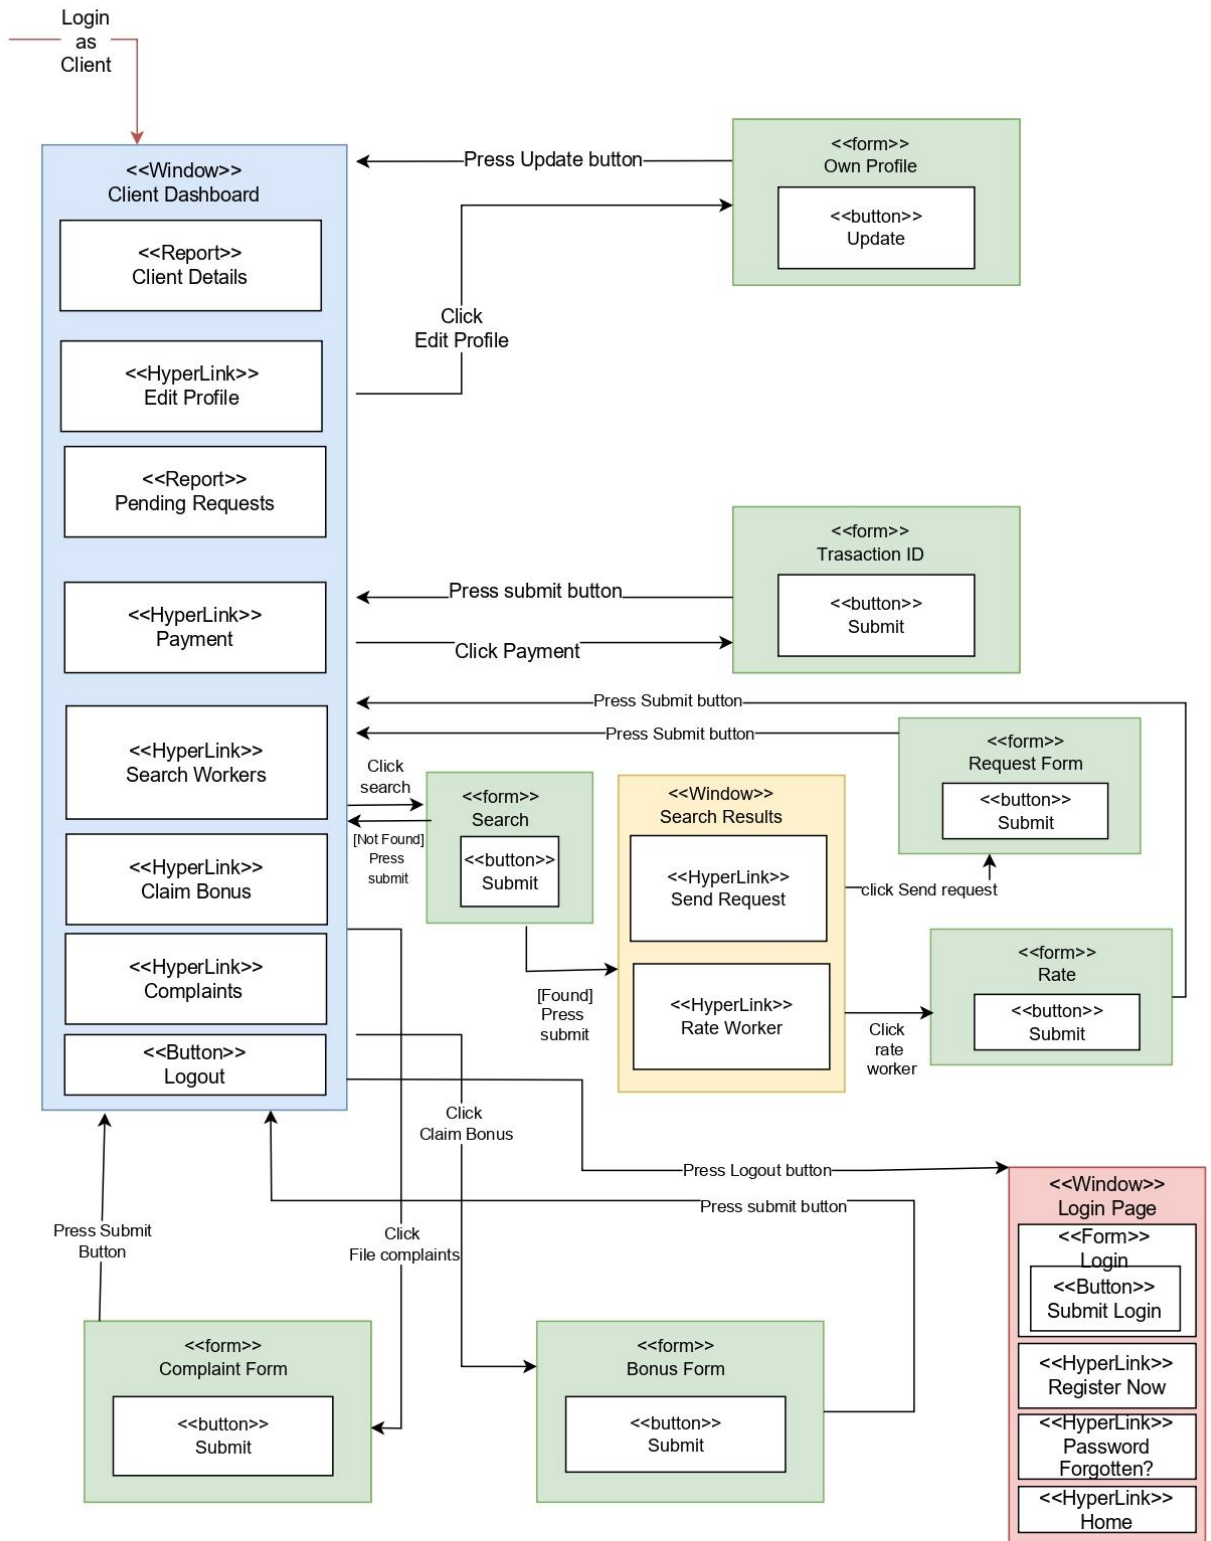 Login
as
Client
<<Window>>
Client Dashboard
<<Report>>
Client Details
<<HyperLink>>
Edit Profile
<<Report>>
Pending Requests
<<HyperLink>>
Payment
<<HyperLink>>
Search Workers
<<HyperLink>>
Claim Bonus
<<HyperLink>>
Complaints
<<Button>>
Logout
Press Update button
<<form>>
Own Profile
<<button>>
Update
Click
Edit Profile
<<form>>
Trasaction ID
<<button>>
Submit
Press submit button
Click Payment
Press Submit button
Press Submit button
<<form>>
Request Form
<<button>>
Submit
Click
search
[Not Found]
Press
submit
<<form>>
Search
<<button>>
Submit
[Found]
Press
submit
<<Window>>
Search Results
<<HyperLink>>
Send Request
<<HyperLink>>
Rate Worker
click Send request
Click
rate
worker
<<form>>
Rate
<<button>>
Submit
Click
Claim Bonus
Press Logout button
Press submit button
Press Submit
Button
Click
File complaints
<<form>>
Complaint Form
<<button>>
Submit
<<form>>
Bonus Form
<<button>>
Submit
<<Window>>
Login Page
<<Form>>
Login
<<Button>>
Submit Login
<<HyperLink>>
Register Now
<<HyperLink>>
Password
Forgotten?
<<HyperLink>>
Home